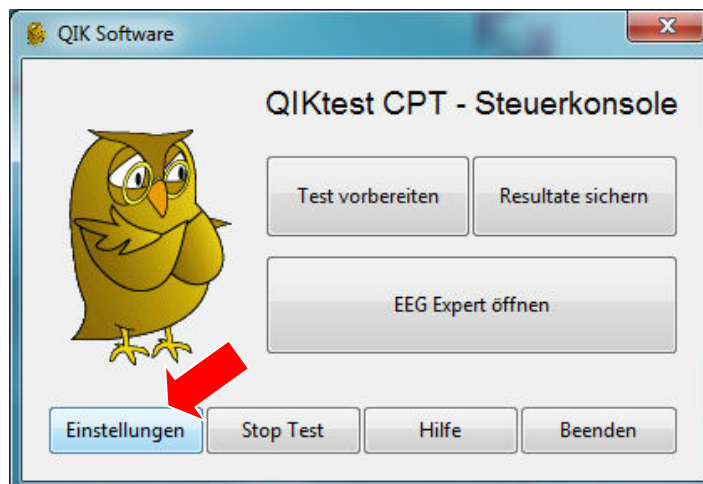 QIK Software
QIKtest CPT - Steuerkonsole
Test vorbereiten
Resultate sichern
EEG Expert öffnen
Einstellungen
Stop Test
Hilfe
Beenden